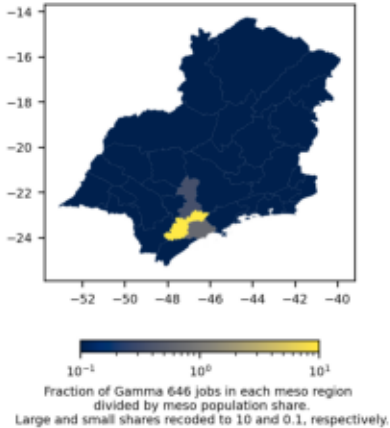 −14
−16
−18
−20
−22
−24
−52 −50 −48 −46 −44 −42 −40
10⁻¹ 10⁰ 10¹
Fraction of Gamma 646 jobs in each meso region
divided by meso population share.
Large and small shares recoded to 10 and 0.1, respectively.